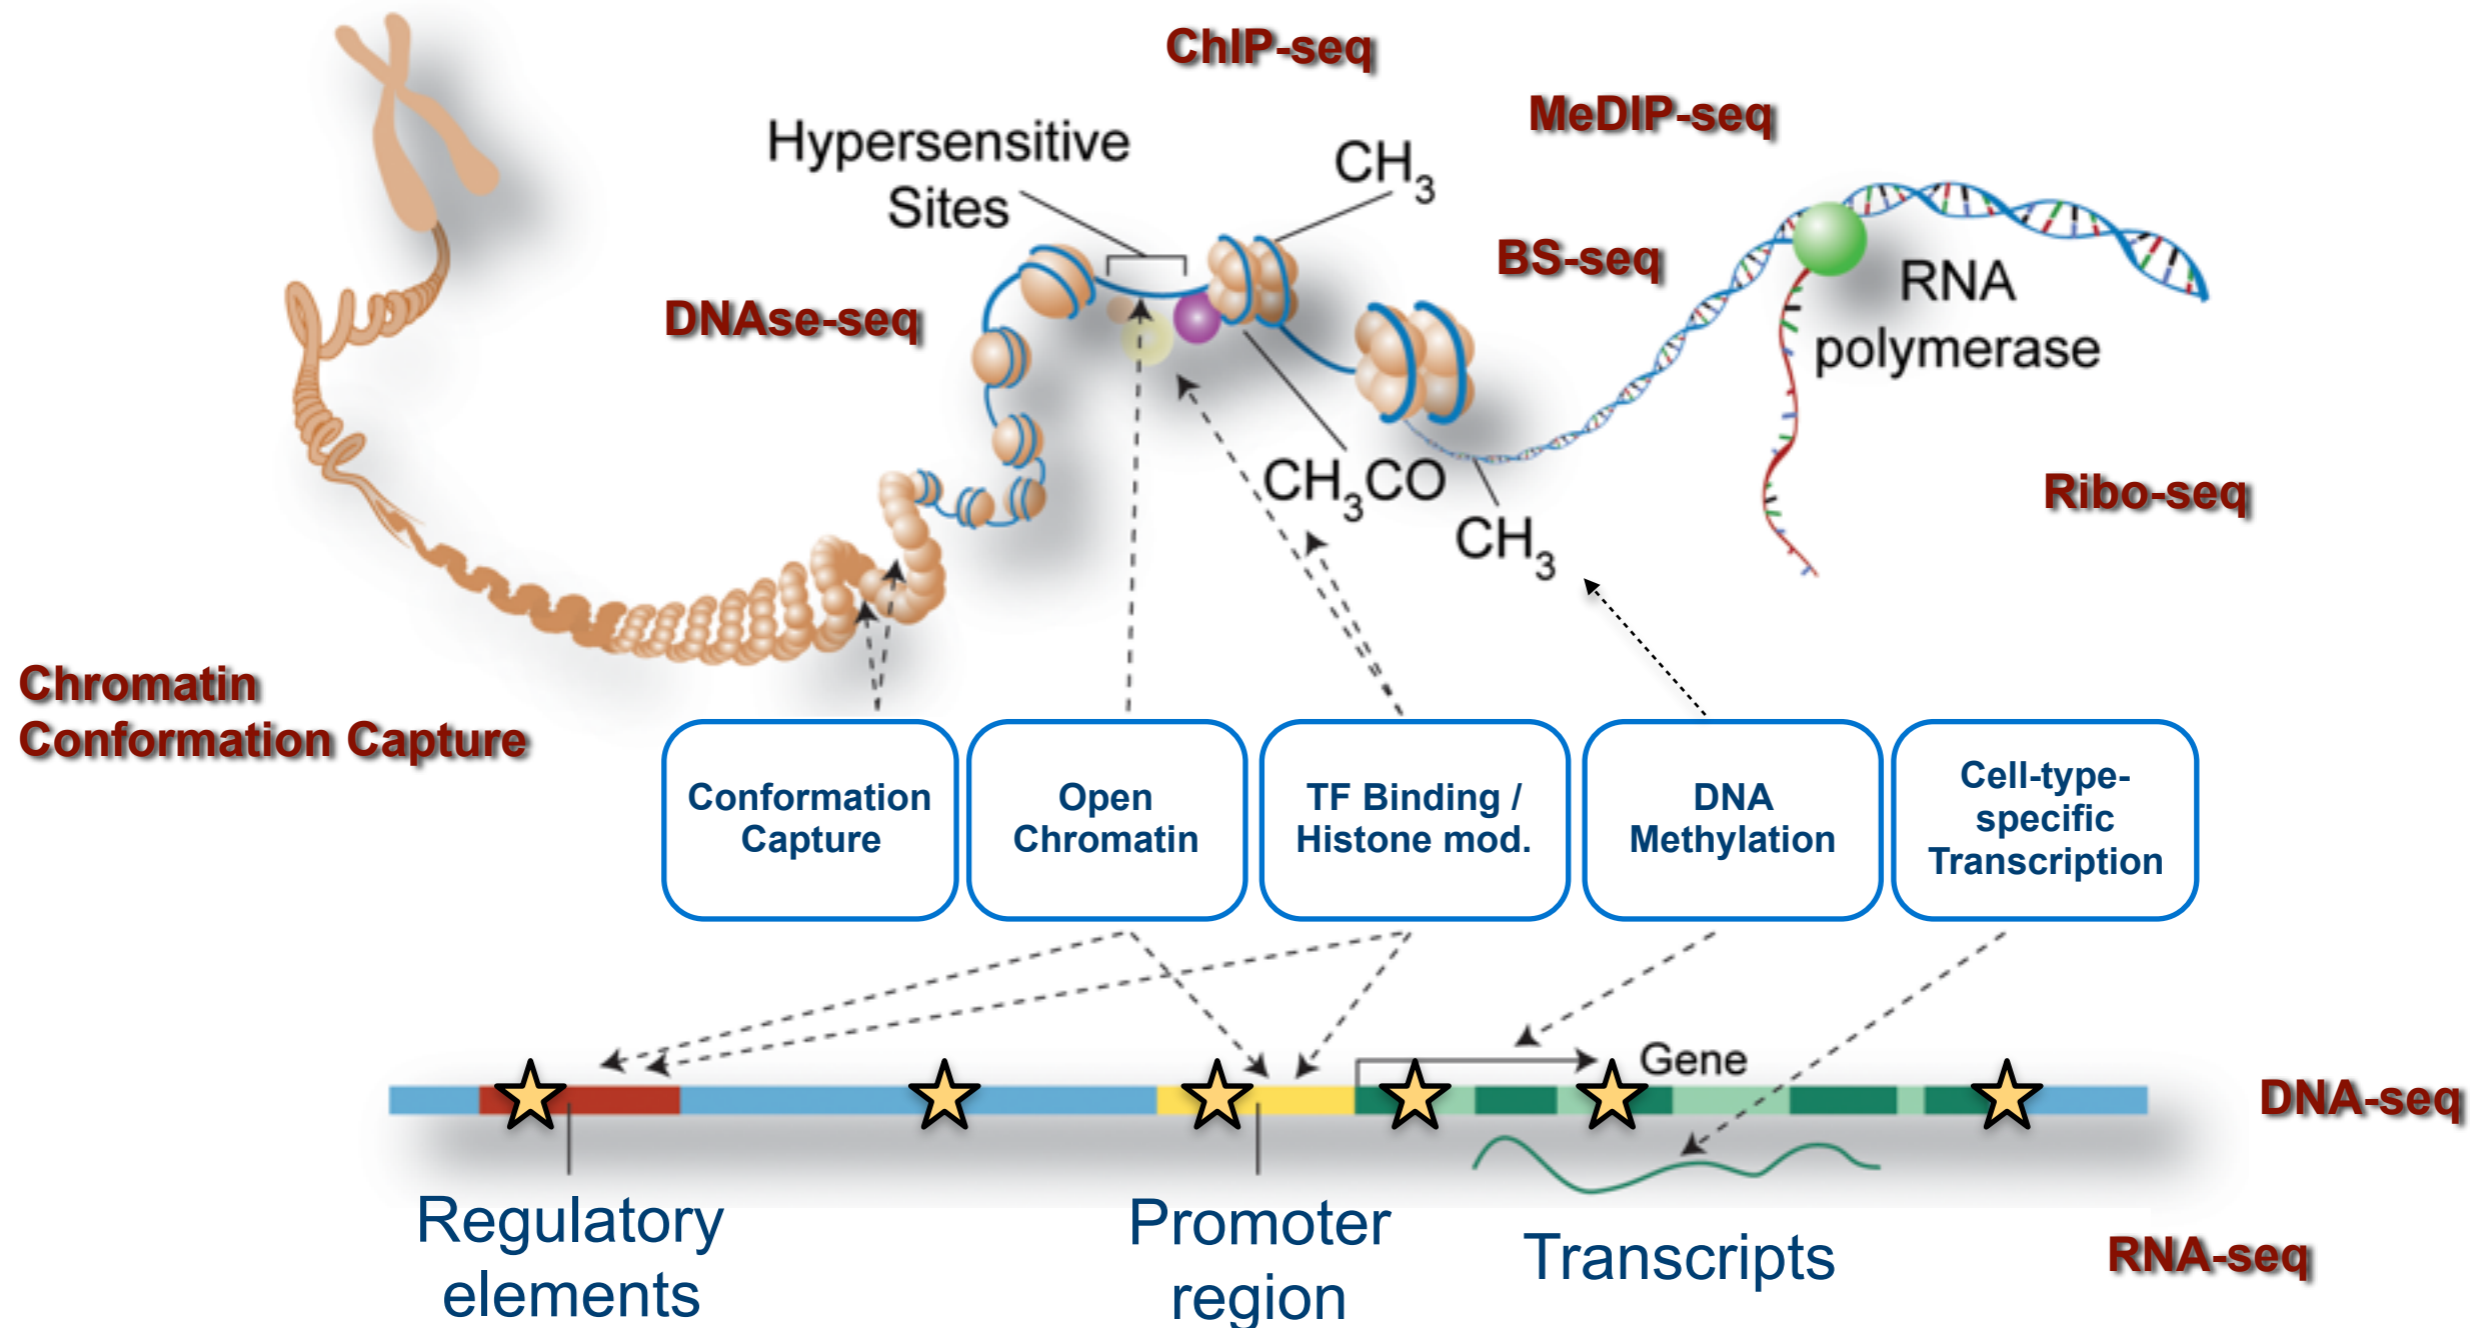 ChIP-seq
MeDIP-seq
Hypersensitive
Sites
CH3
BS-seq
DNAse-seq
RNA
polymerase
CH3CO
CH3
Ribo-seq
Chromatin
Conformation Capture
Conformation
Capture
Open
Chromatin
TF Binding /
Histone mod.
DNA
Methylation
Cell-type-
specific
Transcription
Gene
DNA-seq
Regulatory
elements
Promoter
region
Transcripts
RNA-seq